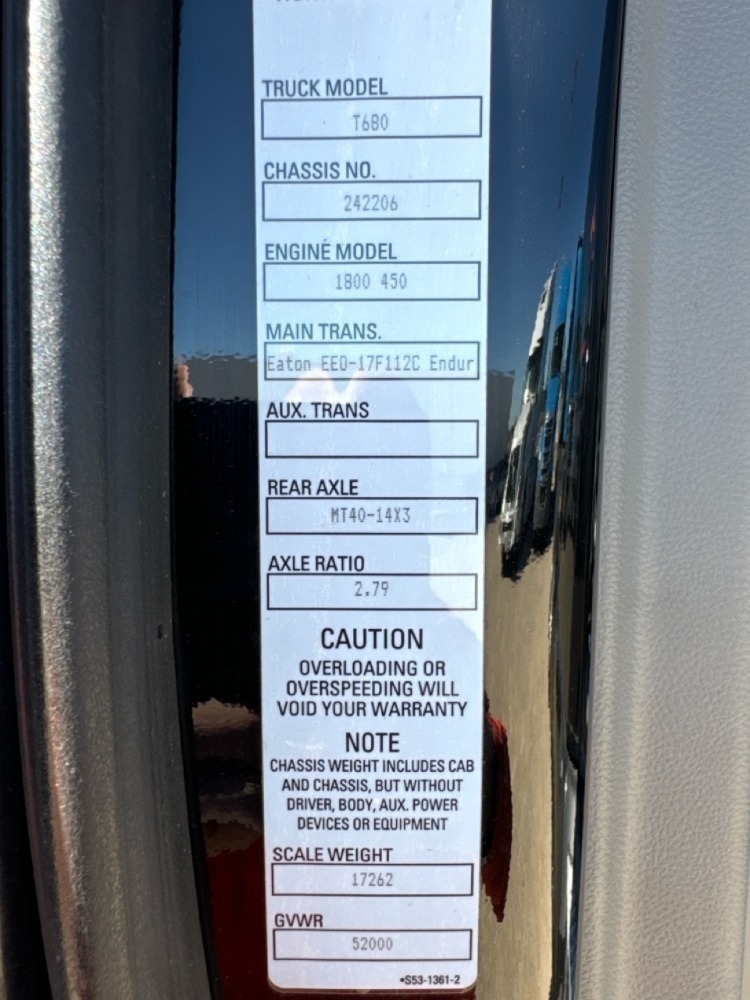 TRUCK MODEL
T680
CHASSIS NO.
242206
ENGINE MODEL
1800 450
MAIN TRANS.
Eaton EEO-17F112C Endur
AUX. TRANS
REAR AXLE
MT40-14X3
AXLE RATIO
2.79
CAUTION
OVERLOADING OR
OVERSPEEDING WILL
VOID YOUR WARRANTY
NOTE
CHASSIS WEIGHT INCLUDES CAB
AND CHASSIS, BUT WITHOUT
DRIVER, BODY, AUX. POWER
DEVICES OR EQUIPMENT
SCALE WEIGHT
17262
GVWR
52000
•S53-1361-2